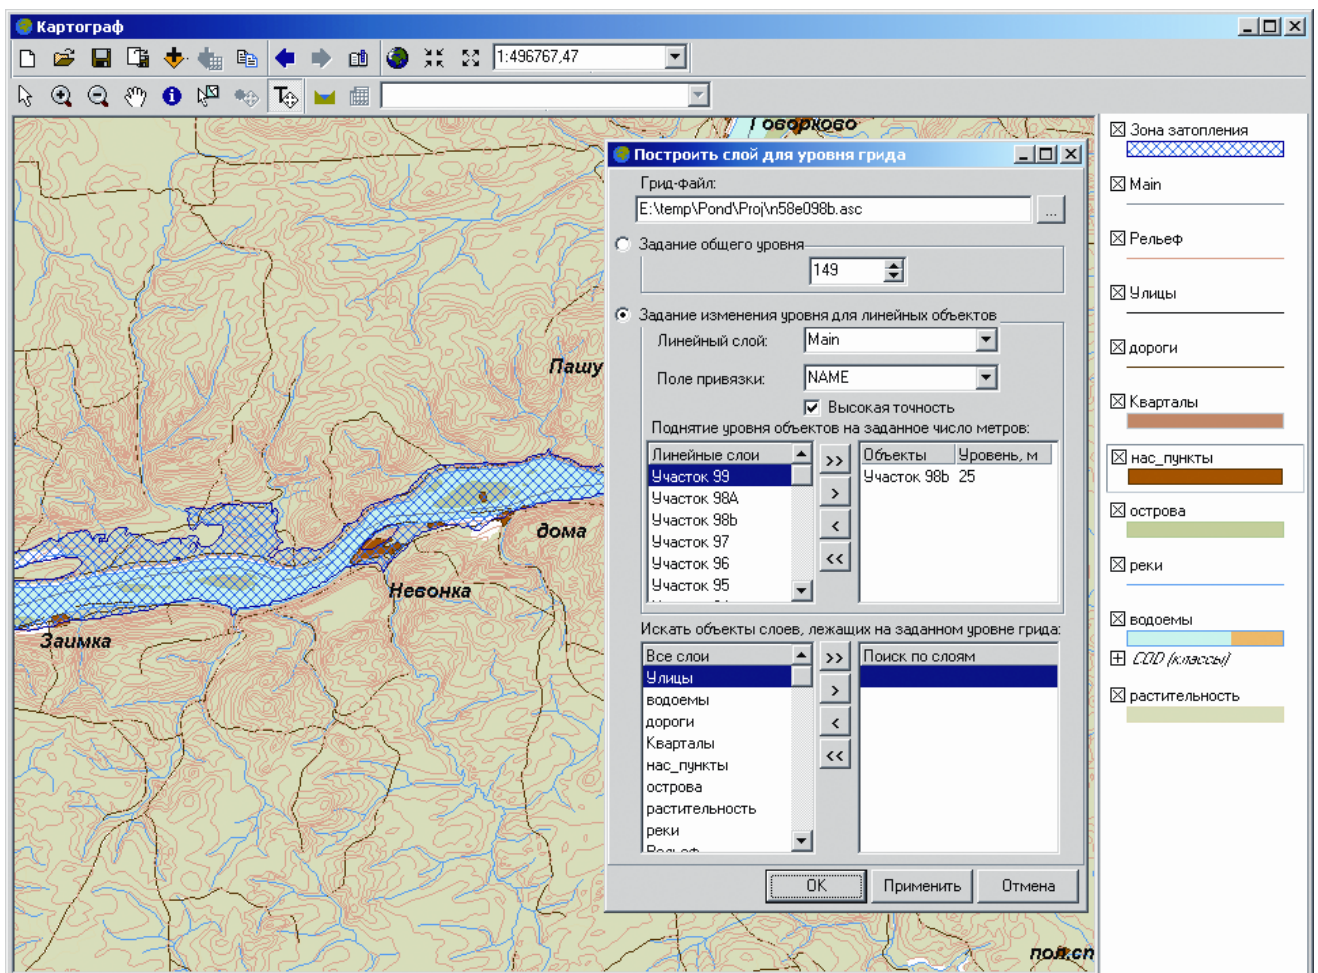 Картограф
1:496767,47
Говорково
Пашу
дома
Невонка
Заимка
пол,сп
Построить слой для уровня грида
Грид-файл:
E:\temp\Pond\Proj\n58e098b.asc
...
Задание общего уровня
149
Задание изменения уровня для линейных объектов
Линейный слой:
Main
Поле привязки:
NAME
Высокая точность
Поднятие уровня объектов на заданное число метров:
Линейные слои
Участок 99
Участок 98А
Участок 98b
Участок 97
Участок 96
Участок 95
>>
>
<
<<
Объекты Уровень, м
Участок 98b 25
Искать объекты слоев, лежащих на заданном уровне грида:
Все слои
Улицы
водоемы
дороги
Кварталы
нас_пункты
острова
растительность
реки
Рельеф
>>
>
<
<<
Поиск по слоям
OK Применить Отмена
Зона затопления
Main
Рельеф
Улицы
дороги
Кварталы
нас_пункты
острова
реки
водоемы
COD (классы)
растительность